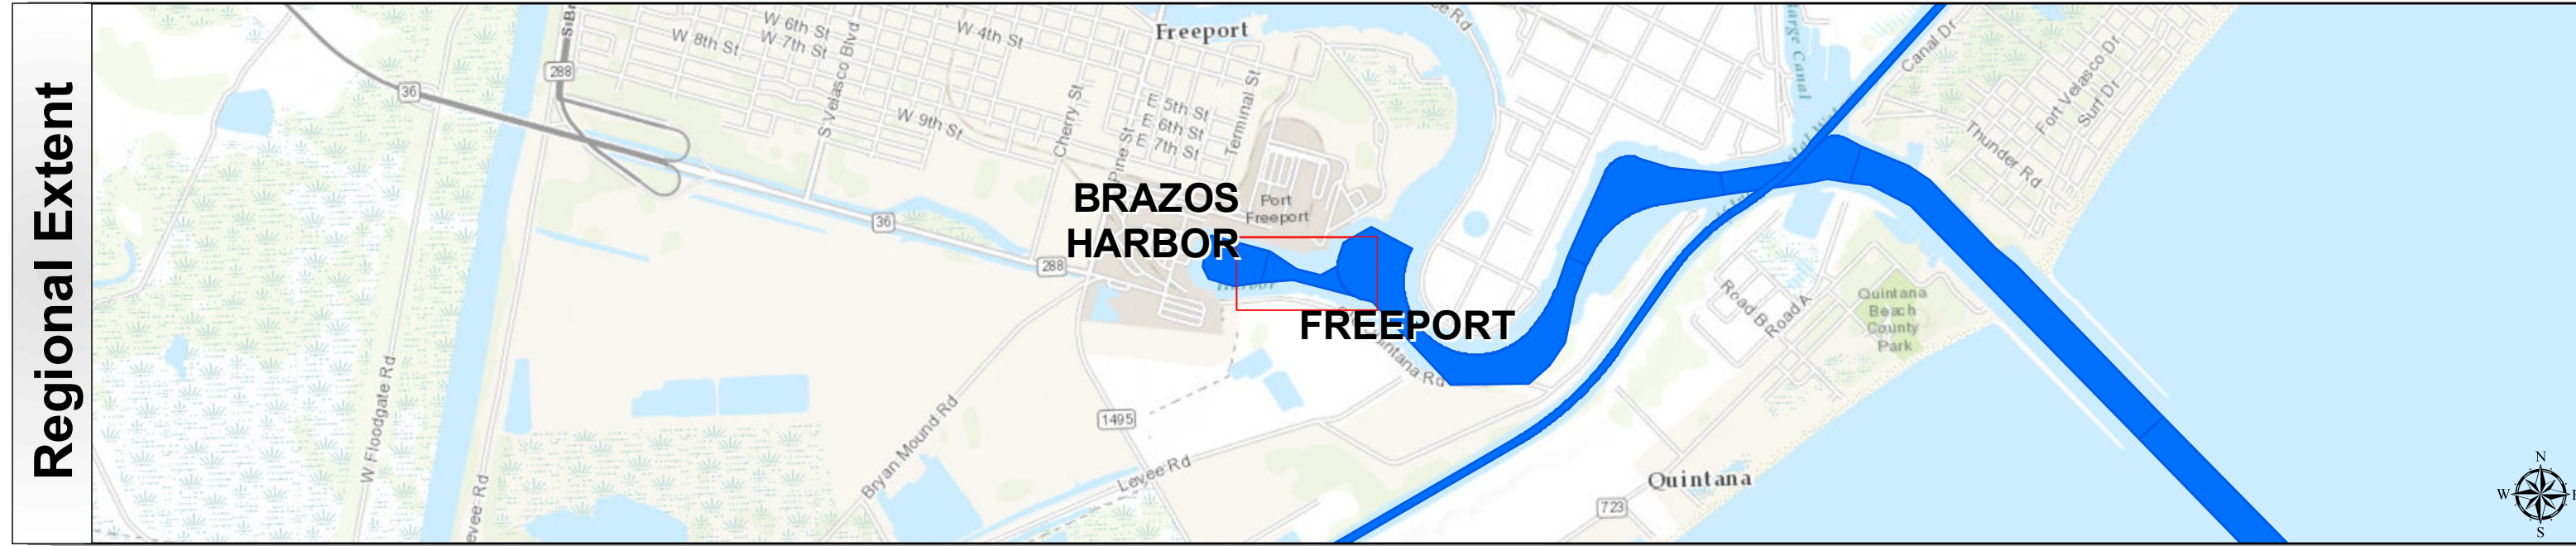 Regional Extent
W 6th St
W 7th St
W 8th St
W 4th St
S Velasco Blvd
Freeport
288
36
W 9th St
Cherry St
Pine St
E 5th St
E 6th St
E 7th St
Terminal St
Canal Dr
Fort Velasco Dr
Surf Dr
Thunder Rd
BRAZOS
HARBOR
Port
Freeport
36
288
Harbor
FREEPORT
Quintana Rd
Road B
Road A
Quintana
Beach
County
Park
W Floodgate Rd
Bryan Mound Rd
1495
Levee Rd
Quintana
723
N
W
S